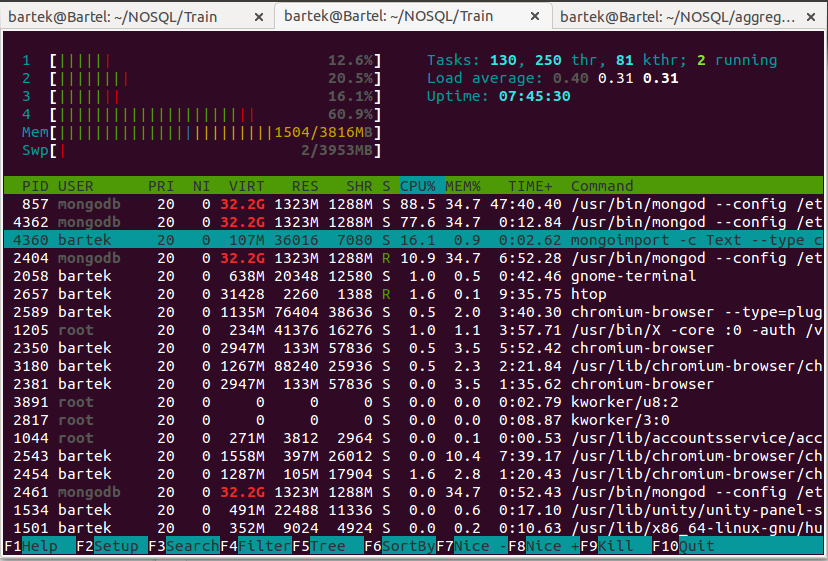 bartek@Bartel: ~/NOSQL/Train × bartek@Bartel: ~/NOSQL/Train × bartek@Bartel: ~/NOSQL/aggreg... ×
1 [||||||| 12.6%] Tasks: 130, 250 thr, 81 kthr; 2 running
2 [|||||||| 20.5%] Load average: 0.40 0.31 0.31
3 [||||||| 16.1%] Uptime: 07:45:30
4 [|||||||||||||||||||||| 60.9%]
Mem[||||||||||||||||||||||||1504/3816MB]
Swp[| 2/3953MB]
PID USER PRI NI VIRT RES SHR S CPU% MEM% TIME+ Command
857 mongodb 20 0 32.2G 1323M 1288M S 88.5 34.7 47:40.40 /usr/bin/mongod --config /et
4362 mongodb 20 0 32.2G 1323M 1288M S 77.6 34.7 0:12.84 /usr/bin/mongod --config /et
4360 bartek 20 0 107M 36016 7080 S 16.1 0.9 0:02.62 mongoimport -c Text --type c
2404 mongodb 20 0 32.2G 1323M 1288M R 10.9 34.7 6:52.28 /usr/bin/mongod --config /et
2058 bartek 20 0 638M 20348 12580 S 1.0 0.5 0:42.46 gnome-terminal
2657 bartek 20 0 31428 2260 1388 R 1.6 0.1 9:35.75 htop
2589 bartek 20 0 1135M 76404 38636 S 0.5 2.0 3:40.30 chromium-browser --type=plug
1205 root 20 0 234M 41376 16276 S 1.0 1.1 3:57.71 /usr/bin/X -core :0 -auth /v
2350 bartek 20 0 2947M 133M 57836 S 0.5 3.5 5:52.42 chromium-browser
3180 bartek 20 0 1267M 88240 25936 S 0.5 2.3 2:21.84 /usr/lib/chromium-browser/ch
2381 bartek 20 0 2947M 133M 57836 S 0.0 3.5 1:35.62 chromium-browser
3891 root 20 0 0 0 0 S 0.0 0.0 0:02.79 kworker/u8:2
2817 root 20 0 0 0 0 S 0.0 0.0 0:08.87 kworker/3:0
1044 root 20 0 271M 3812 2964 S 0.0 0.1 0:00.53 /usr/lib/accountsservice/acc
2543 bartek 20 0 1558M 397M 26012 S 0.0 10.4 7:39.17 /usr/lib/chromium-browser/ch
2454 bartek 20 0 1287M 105M 17904 S 1.6 2.8 1:20.43 /usr/lib/chromium-browser/ch
2461 mongodb 20 0 32.2G 1323M 1288M S 0.0 34.7 0:52.43 /usr/bin/mongod --config /et
1534 bartek 20 0 491M 22488 11336 S 0.0 0.6 0:17.10 /usr/lib/unity/unity-panel-s
1501 bartek 20 0 352M 9024 4924 S 0.0 0.2 0:10.63 /usr/lib/x86_64-linux-gnu/hu
F1Help F2Setup F3SearchF4FilterF5Tree F6SortByF7Nice -F8Nice +F9Kill F10Quit